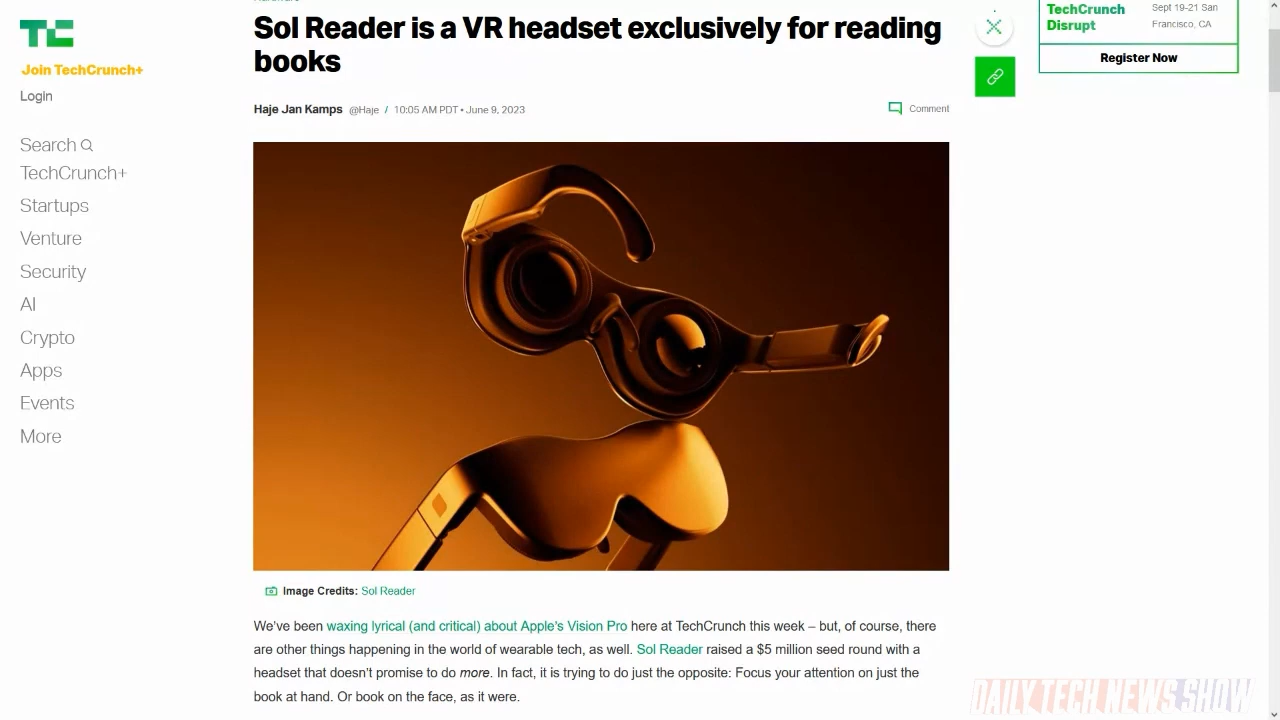 TC
Join TechCrunch+
Login
Search
TechCrunch+
Startups
Venture
Security
AI
Crypto
Apps
Events
More
Sol Reader is a VR headset exclusively for reading
books
Haje Jan Kamps @Haje / 10:05 AM PDT • June 9, 2023
Comment
Image Credits: Sol Reader
We've been waxing lyrical (and critical) about Apple's Vision Pro here at TechCrunch this week – but, of course, there
are other things happening in the world of wearable tech, as well. Sol Reader raised a $5 million seed round with a
headset that doesn't promise to do more. In fact, it is trying to do just the opposite: Focus your attention on just the
book at hand. Or book on the face, as it were.
TechCrunch
Disrupt
Sept 19-21 San
Francisco, CA
Register Now
DAILY TECH NEWS SHOW